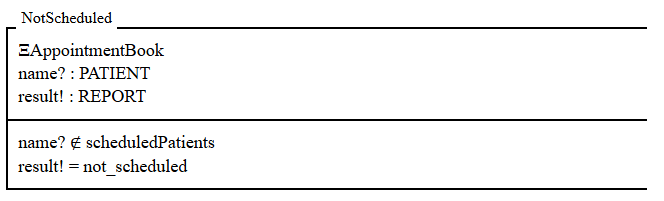 NotScheduled
ΞAppointmentBook
name? : PATIENT
result! : REPORT
name? ∉ scheduledPatients
result! = not_scheduled